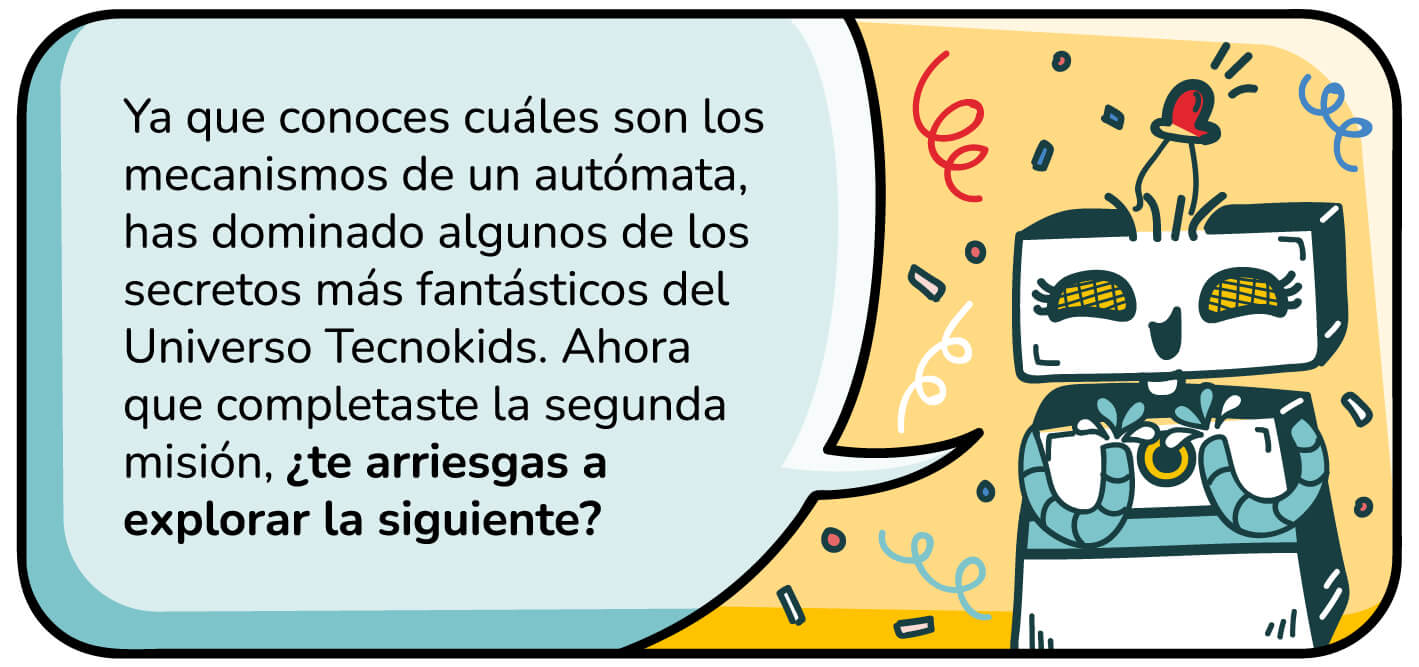 Ya que conoces cuáles son los
mecanismos de un autómata,
has dominado algunos de los
secretos más fantásticos del
Universo Tecnokids. Ahora
que completaste la segunda
misión, ¿te arriesgas a
explorar la siguiente?